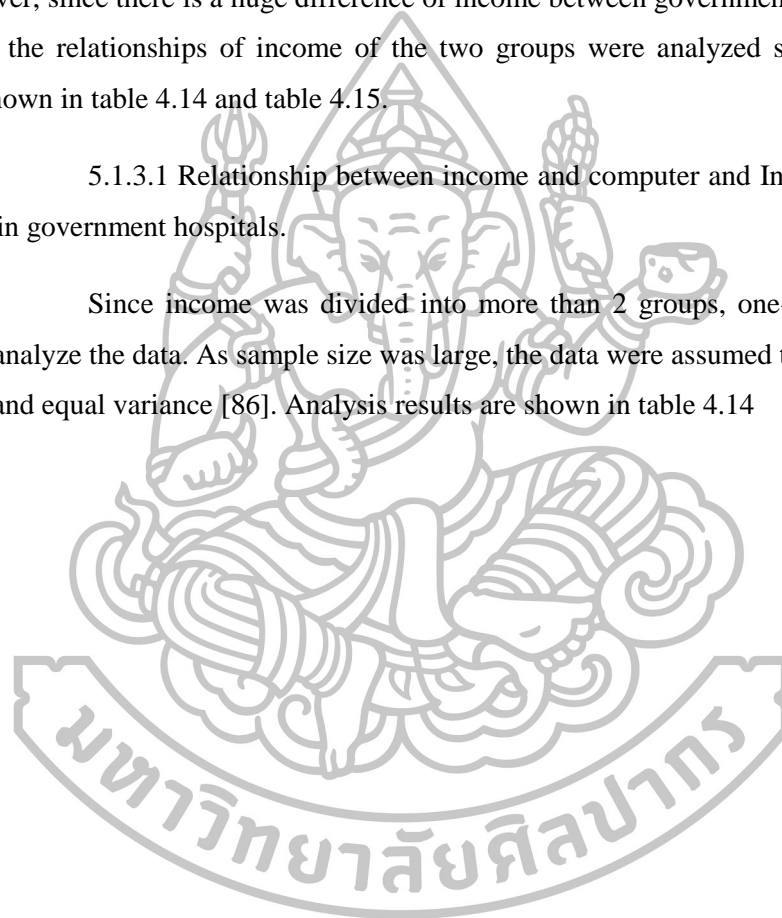 ver, since there is a huge difference of income between government
the relationships of income of the two groups were analyzed s
hown in table 4.14 and table 4.15.
5.1.3.1 Relationship between income and computer and In
in government hospitals.
Since income was divided into more than 2 groups, one-
analyze the data. As sample size was large, the data were assumed t
and equal variance [86]. Analysis results are shown in table 4.14
มหาวิทยาลัยศิลปากร